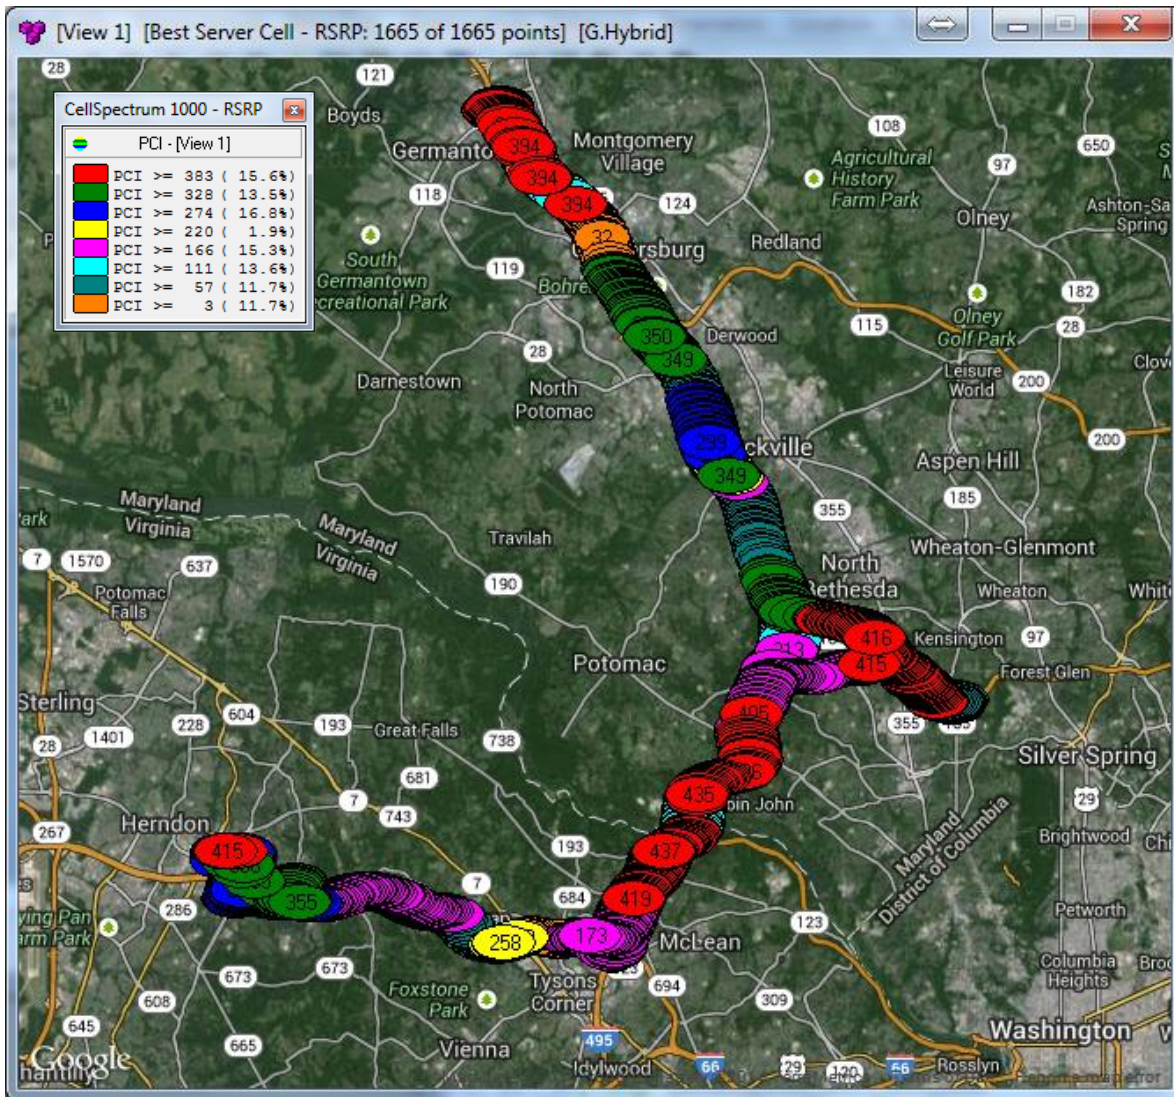 [View 1] [Best Server Cell - RSRP: 1665 of 1665 points] [G.Hybrid]
CellSpectrum 1000 - RSRP
PCI - [View 1]
PCI >= 383 ( 15.6%)
PCI >= 328 ( 13.5%)
PCI >= 274 ( 16.8%)
PCI >= 220 ( 1.9%)
PCI >= 166 ( 15.3%)
PCI >= 111 ( 13.6%)
PCI >= 57 ( 11.7%)
PCI >= 3 ( 11.7%)
28
121
Boyds
Montgomery
Village
108
650
97
Agricultural
History
Farm Park
394
118
394
124
394
Olney
Ashton-Sa
Spring
32
South
Germantown
Redland
119
182
28
Olney
Golf Park
115
350
Derwood
349
28
Darnestown
North
Potomac
Leisure
World
200
299
ckville
200
Aspen Hill
349
185
Maryland
Virginia
Maryland
Virginia
355
Travilah
Wheaton-Glenmont
7
1570
637
Potomac
Falls
190
North
Bethesda
Wheaton
416
Kensington
97
415
Potomac
Forest Glen
Sterling
604
228
193
Great Falls
355
1401
738
28
Silver Spring
681
435
29
7
743
267
Herndon
Maryland
District of Columbia
Brightwood
193
415
437
7
684
355
419
286
Petworth
123
258
173
McLean
Columbia
Heights
673
673
Tysons
Corner
694
608
Foxstone
Park
309
645
495
Washington
665
Vienna
Idylwood
66
29
66
Rosslyn
Google